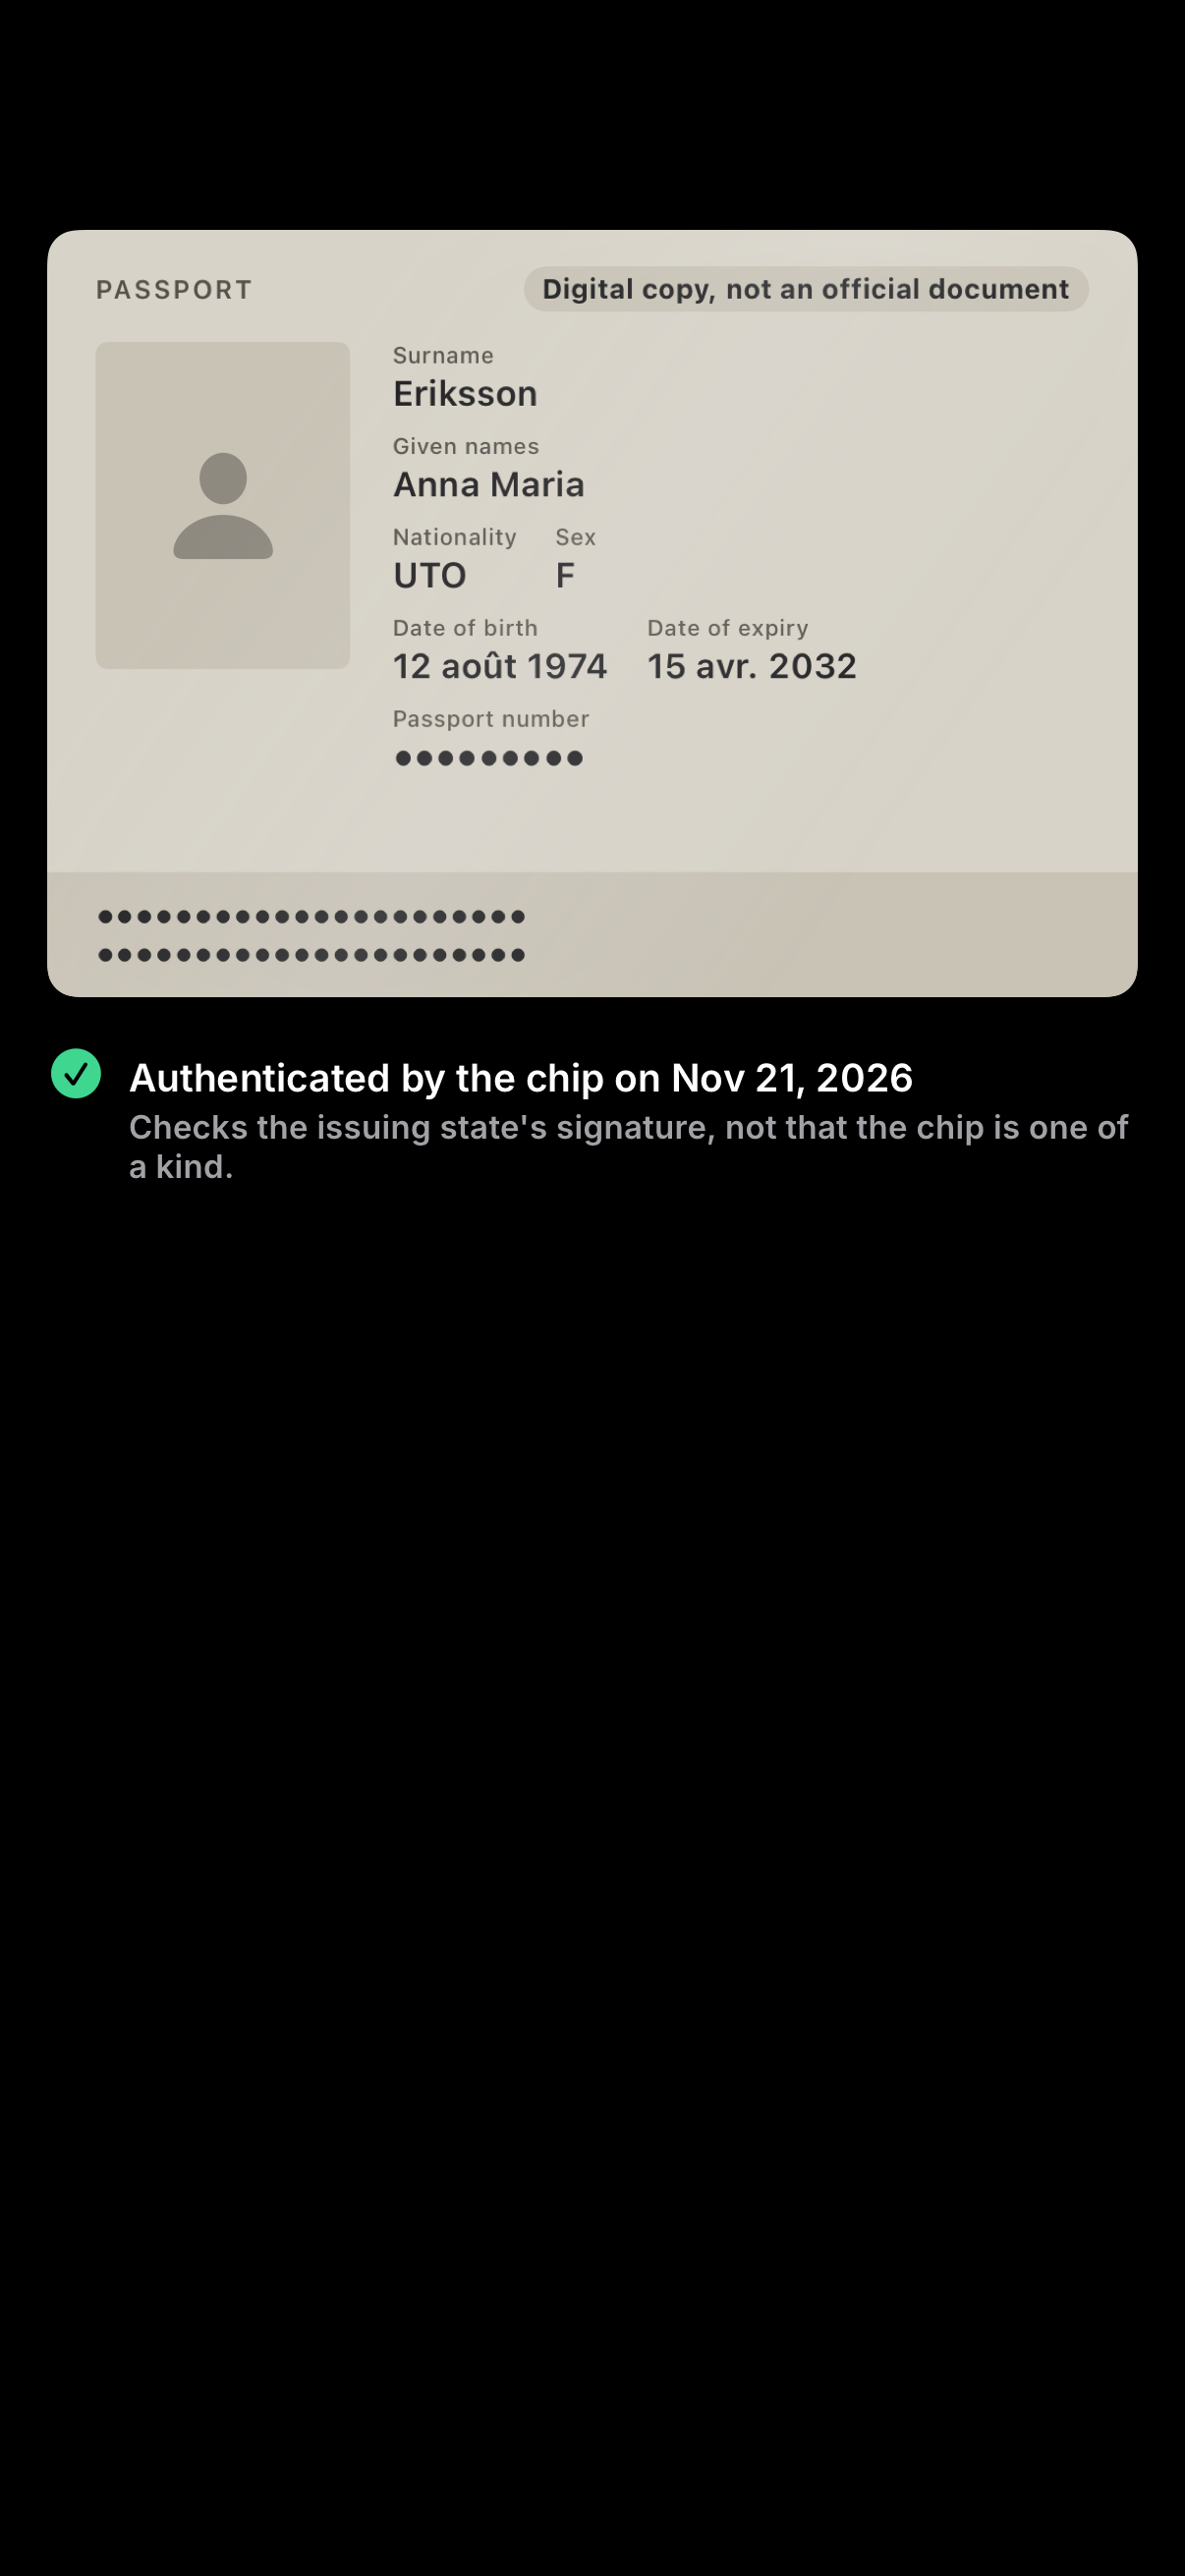 PASSPORT
Digital copy, not an official document
Surname
Eriksson
Given names
Anna Maria
Nationality Sex
UTO F
Date of birth Date of expiry
12 août 1974 15 avr. 2032
Passport number
•••••••••
••••••••••••••••••••••
••••••••••••••••••••••
Authenticated by the chip on Nov 21, 2026
Checks the issuing state's signature, not that the chip is one of
a kind.